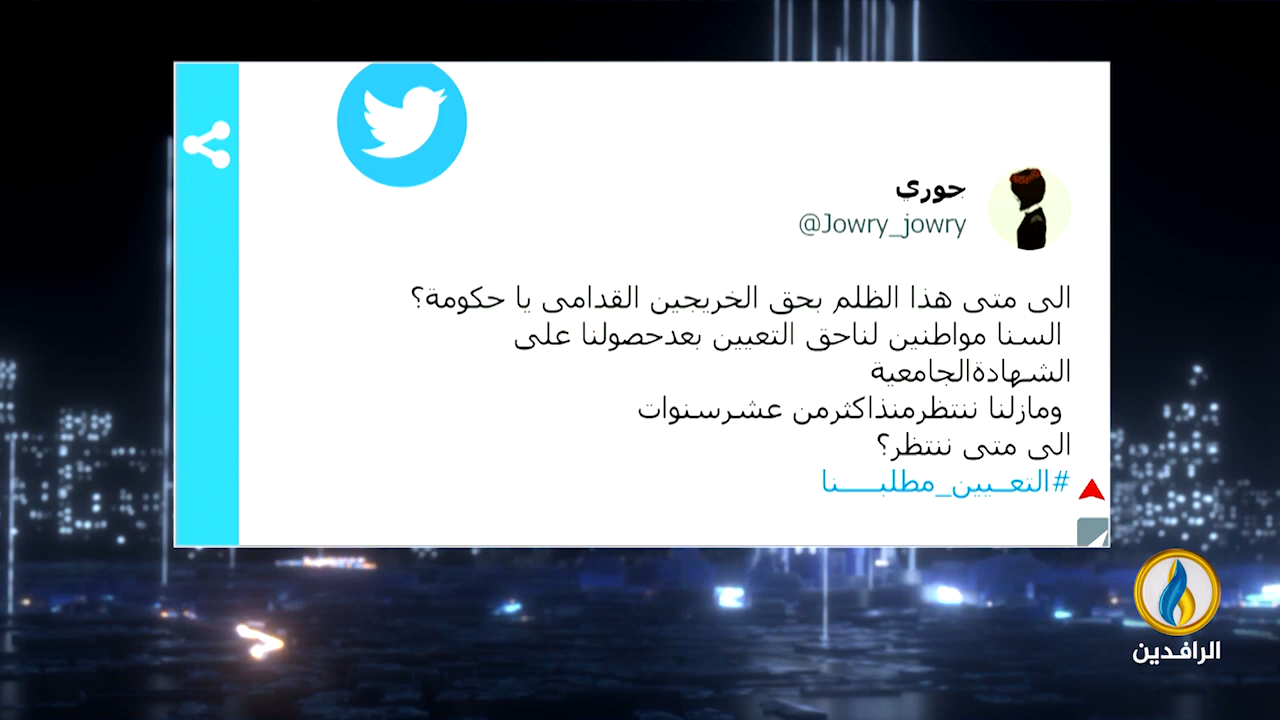 جوري
@Jowry_jowry
الى متى هذا الظلم بحق الخريجين القدامى يا حكومة؟
السنا مواطنين لناحق التعيين بعدحصولنا على
الشهادةالجامعية
ومازلنا ننتظرمنذاكثرمن عشرسنوات
الى متى ننتظر؟
#التعـــيين_مطلبـــــنا
الرافدين